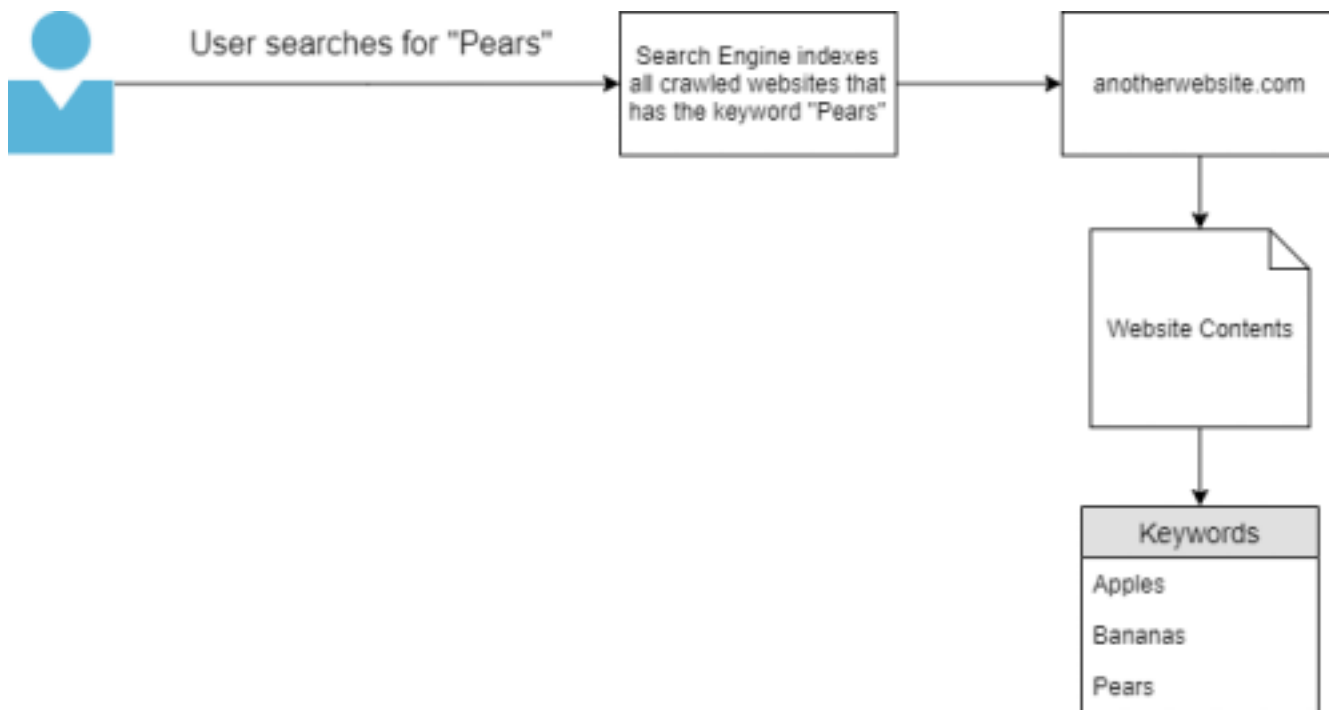 User searches for "Pears"
Search Engine indexes
all crawled websites that
has the keyword "Pears"
anotherwebsite.com
Website Contents
Keywords
Apples
Bananas
Pears